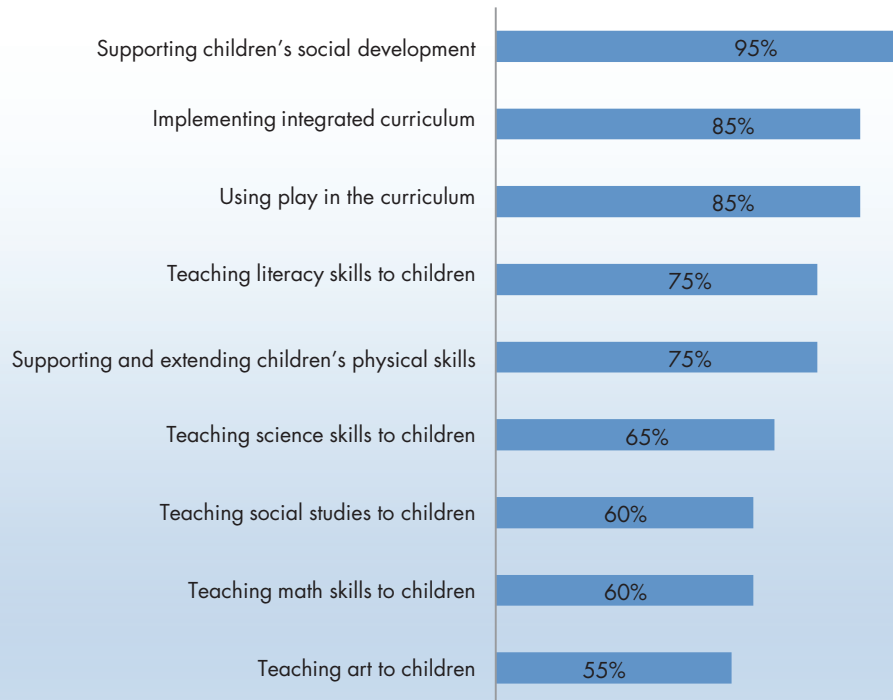 Supporting children’s social development 95%
Implementing integrated curriculum 85%
Using play in the curriculum 85%
Teaching literacy skills to children 75%
Supporting and extending children’s physical skills 75%
Teaching science skills to children 65%
Teaching social studies to children 60%
Teaching math skills to children 60%
Teaching art to children 55%